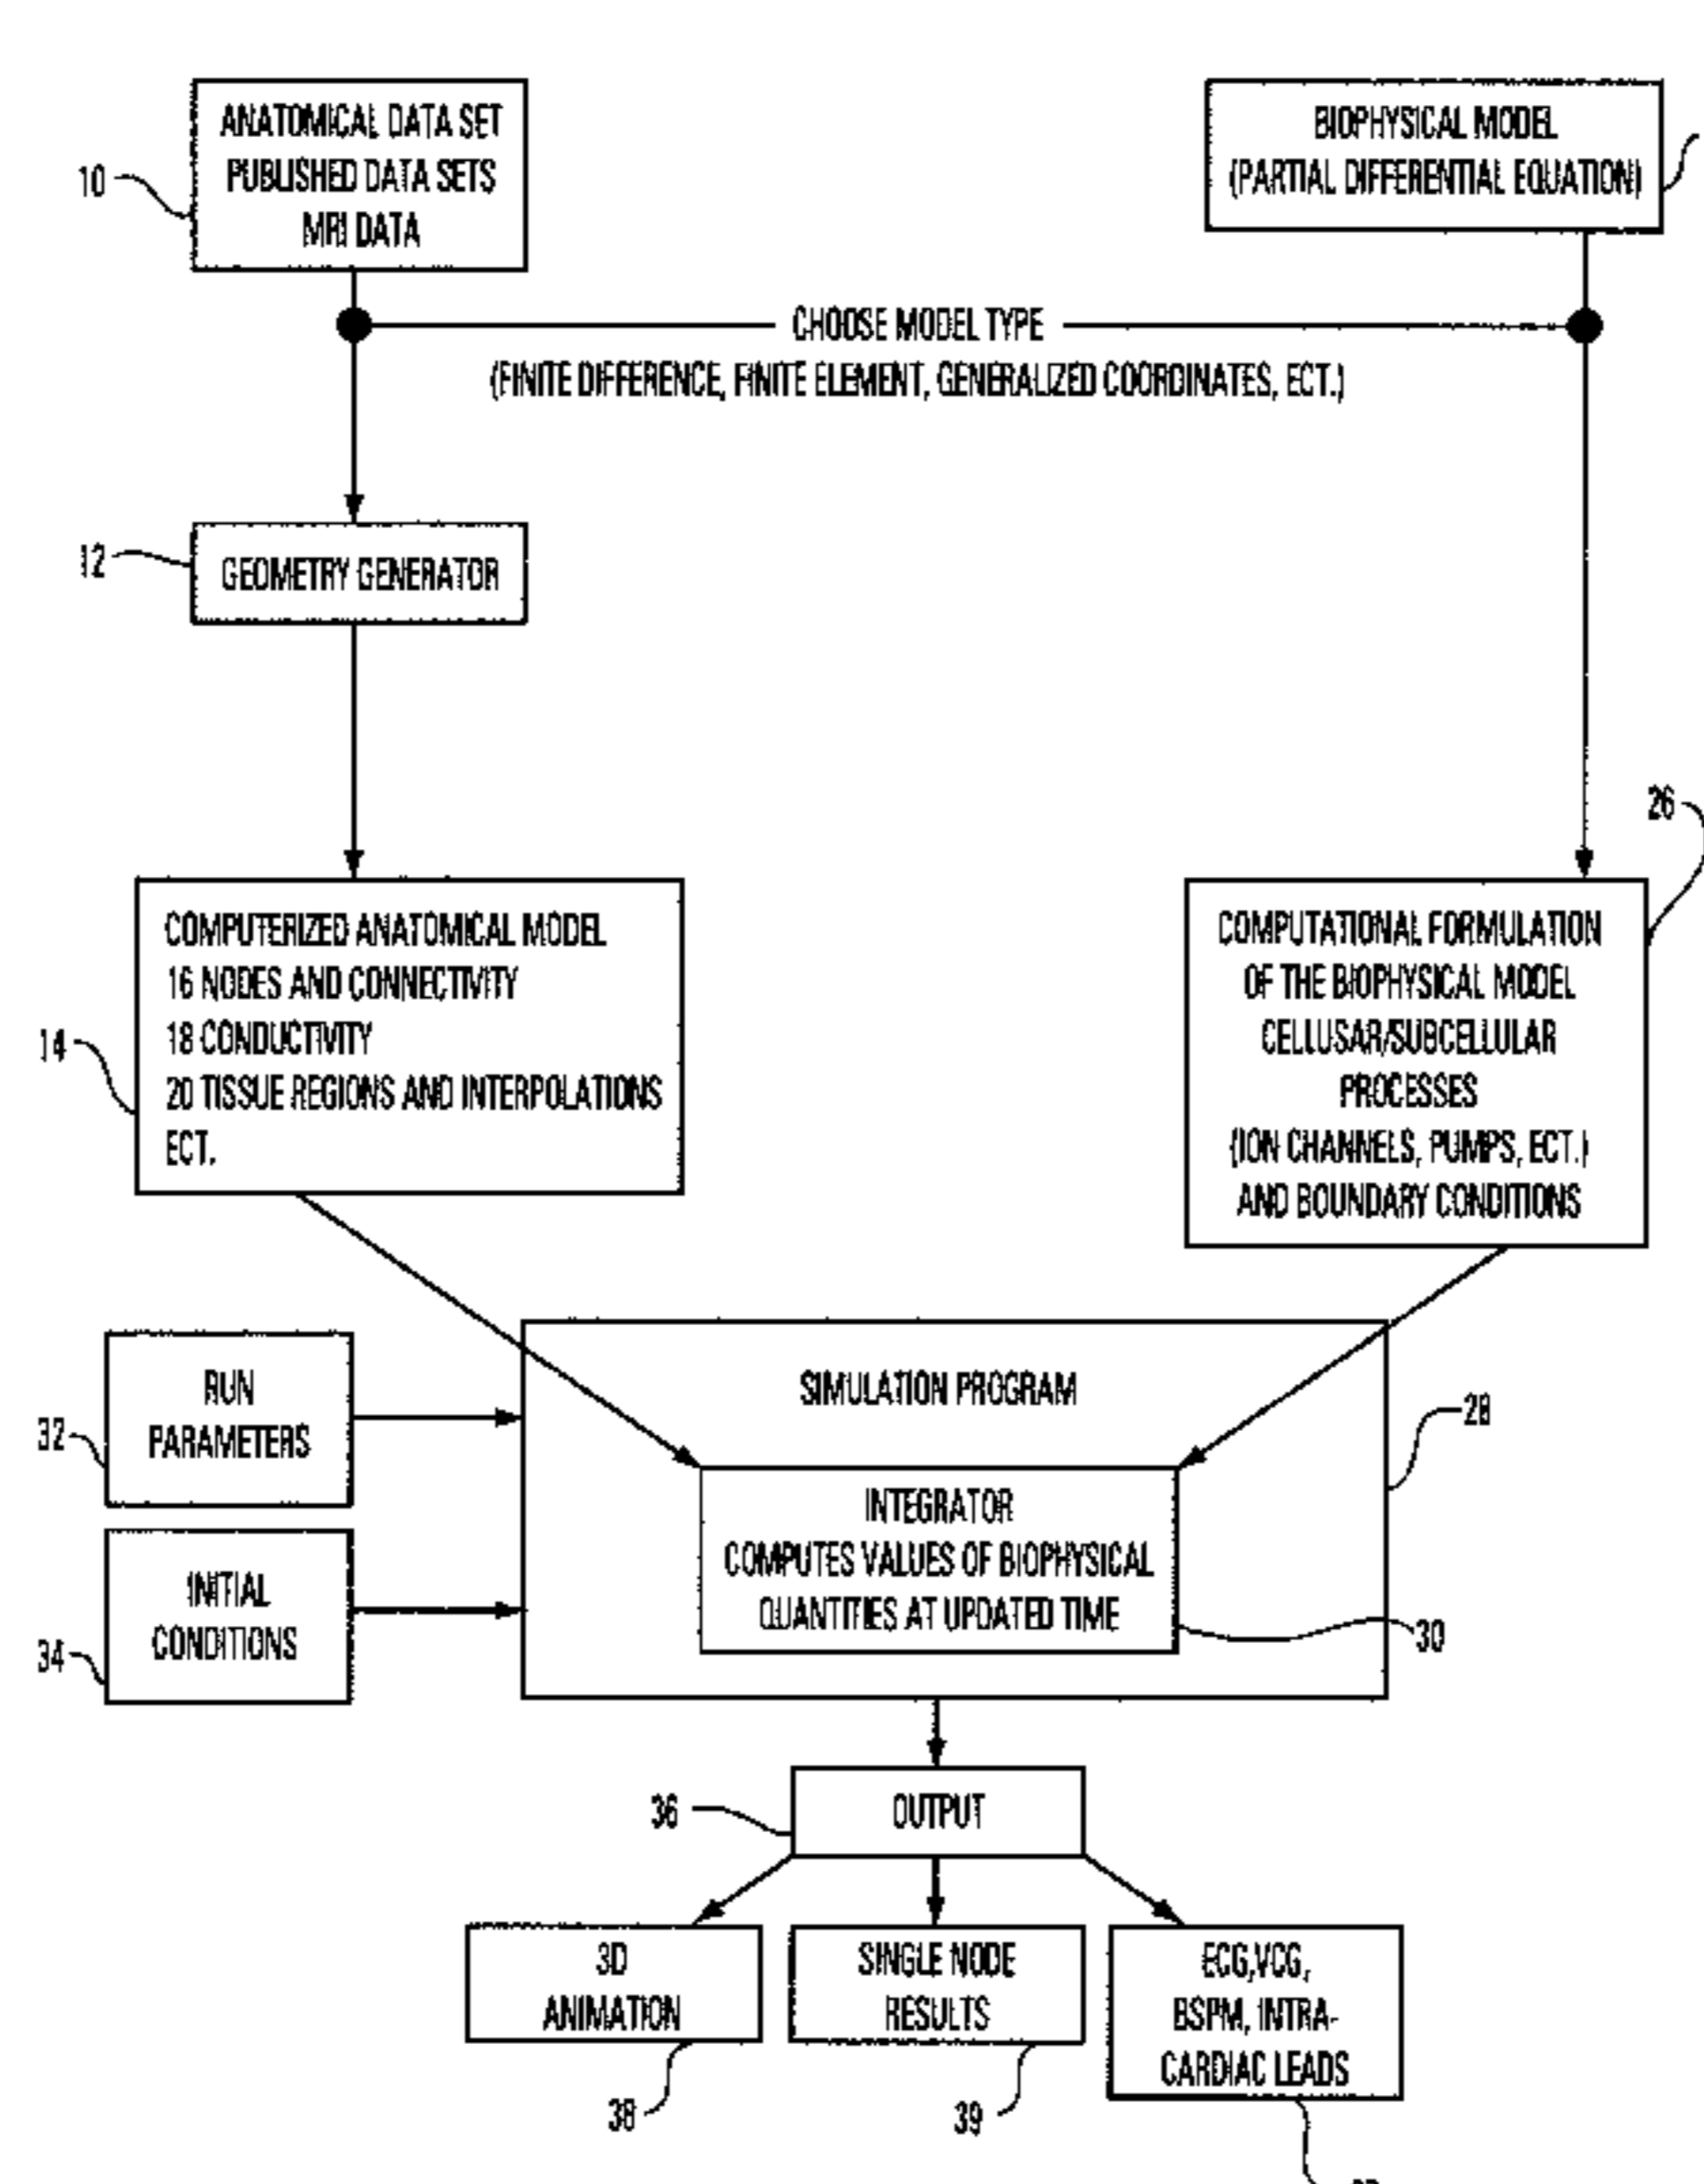 ANATOMICAL DATA SET
PUBLISHED DATA SETS
MRI DATA
10
BIOPHYSICAL MODEL
(PARTIAL DIFFERENTIAL EQUATION)
CHOOSE MODEL TYPE
(FINITE DIFFERENCE, FINITE ELEMENT, GENERALIZED COORDINATES, ECT.)
12
GEOMETRY GENERATOR
26
COMPUTERIZED ANATOMICAL MODEL
16 NODES AND CONNECTIVITY
18 CONDUCTIVITY
20 TISSUE REGIONS AND INTERPOLATIONS
ECT.
14
COMPUTATIONAL FORMULATION
OF THE BIOPHYSICAL MODEL
CELLUSAR/SUBCELLULAR
PROCESSES
(ION CHANNELS, PUMPS, ECT.)
AND BOUNDARY CONDITIONS
RUN
PARAMETERS
32
SIMULATION PROGRAM
28
INITIAL
CONDITIONS
34
INTEGRATOR
COMPUTES VALUES OF BIOPHYSICAL
QUANTITIES AT UPDATED TIME
30
36
OUTPUT
3D
ANIMATION
38
SINGLE NODE
RESULTS
39
ECG,VCG,
BSPM, INTRA-
CARDIAC LEADS